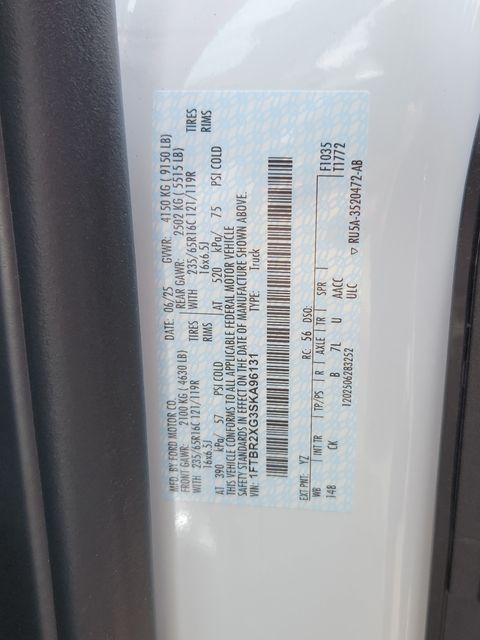 MFD. BY FORD MOTOR CO.
DATE: 06/25 GVWR: 4150 KG ( 9150 LB)
FRONT GAWR: 2100 KG ( 4630 LB)
REAR GAWR: 2502 KG ( 5515 LB)
WITH 235/65R16C 121/119R TIRES
WITH 235/65R16C 121/119R TIRES
16x6.5J RIMS
16x6.5J RIMS
AT 390 kPa/ 57 PSI COLD
AT 520 kPa/ 75 PSI COLD
THIS VEHICLE CONFORMS TO ALL APPLICABLE FEDERAL MOTOR VEHICLE
SAFETY STANDARDS IN EFFECT ON THE DATE OF MANUFACTURE SHOWN ABOVE.
VIN: 1FTBR2XG3SKA96131
TYPE: Truck
EXT PNT: YZ RC: 56 DSO: F1035
WB INT TR TP/PS R AXLE TR SPR T1772
148 CK B 7L U AACC
ULC
1202506283252
RU5A-3520472-AB